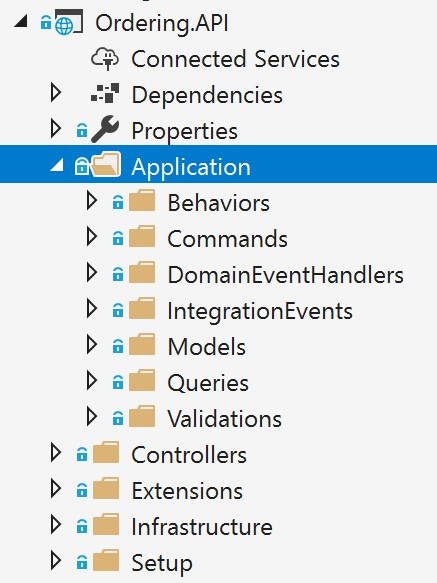 Ordering.API
Connected Services
Dependencies
Properties
Application
Behaviors
Commands
DomainEventHandlers
IntegrationEvents
Models
Queries
Validations
Controllers
Extensions
Infrastructure
Setup